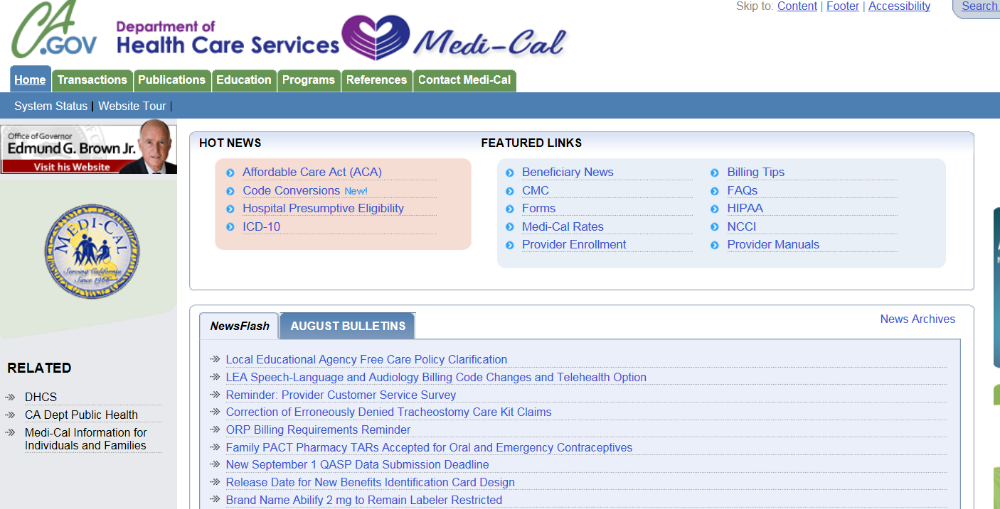 Skip to: Content | Footer | Accessibility
Search
CA
.GOV
Department of
Health Care Services
Medi-Cal
Home
Transactions
Publications
Education
Programs
References
Contact Medi-Cal
System Status | Website Tour |
Office of Governor
Edmund G. Brown Jr.
Visit his Website
MEDI-CAL
Serving California
Since 1966
RELATED
DHCS
CA Dept Public Health
Medi-Cal Information for
Individuals and Families
HOT NEWS
Affordable Care Act (ACA)
Code Conversions New!
Hospital Presumptive Eligibility
ICD-10
FEATURED LINKS
Beneficiary News
CMC
Forms
Medi-Cal Rates
Provider Enrollment
Billing Tips
FAQs
HIPAA
NCCI
Provider Manuals
NewsFlash
AUGUST BULLETINS
News Archives
Local Educational Agency Free Care Policy Clarification
LEA Speech-Language and Audiology Billing Code Changes and Telehealth Option
Reminder: Provider Customer Service Survey
Correction of Erroneously Denied Tracheostomy Care Kit Claims
ORP Billing Requirements Reminder
Family PACT Pharmacy TARs Accepted for Oral and Emergency Contraceptives
New September 1 QASP Data Submission Deadline
Release Date for New Benefits Identification Card Design
Brand Name Abilify 2 mg to Remain Labeler Restricted